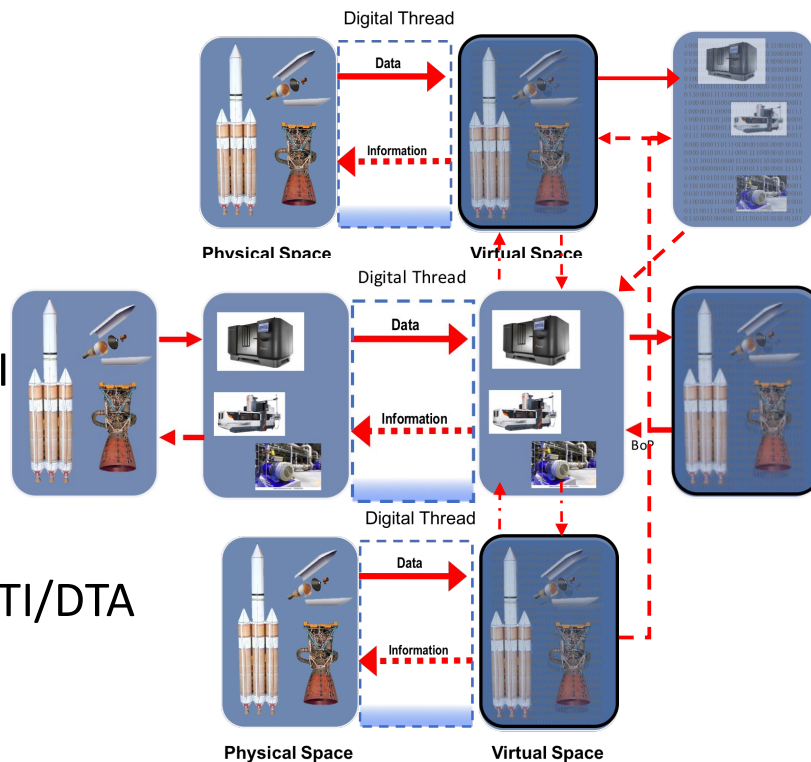 Digital Thread
Data
Information
Physical Space
Virtual Space
Digital Thread
Data
Information
BoP
Digital Thread
Data
TI/DTA
Information
Physical Space
Virtual Space